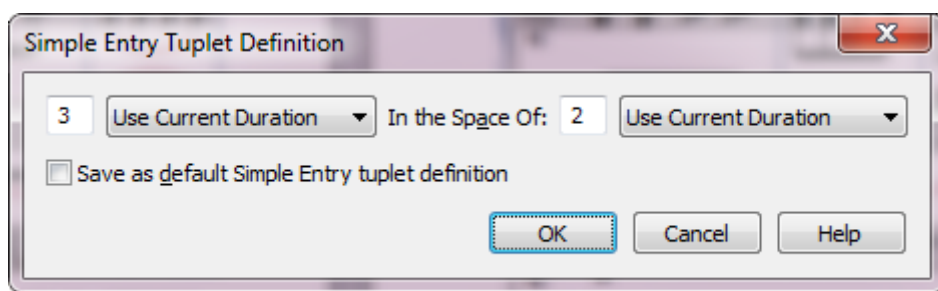 Simple Entry Tuplet Definition
3 Use Current Duration In the Space Of: 2 Use Current Duration
Save as default Simple Entry tuplet definition
OK Cancel Help